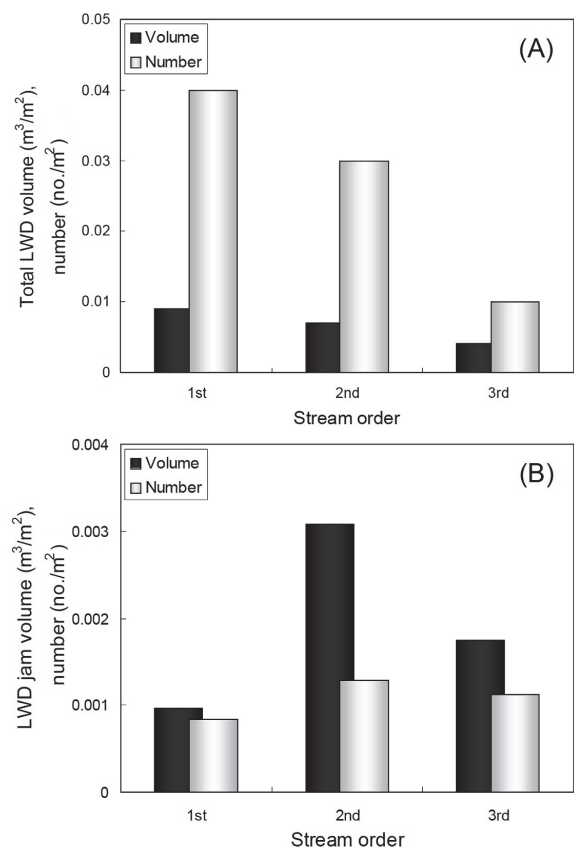 Total LWD volume (m³/m²),
number (no./m²)
0.05
0.04
0.03
0.02
0.01
0
Volume
Number
(A)
1st 2nd 3rd
Stream order
LWD jam volume (m³/m²),
number (no./m²)
0.004
0.003
0.002
0.001
0
Volume
Number
(B)
1st 2nd 3rd
Stream order